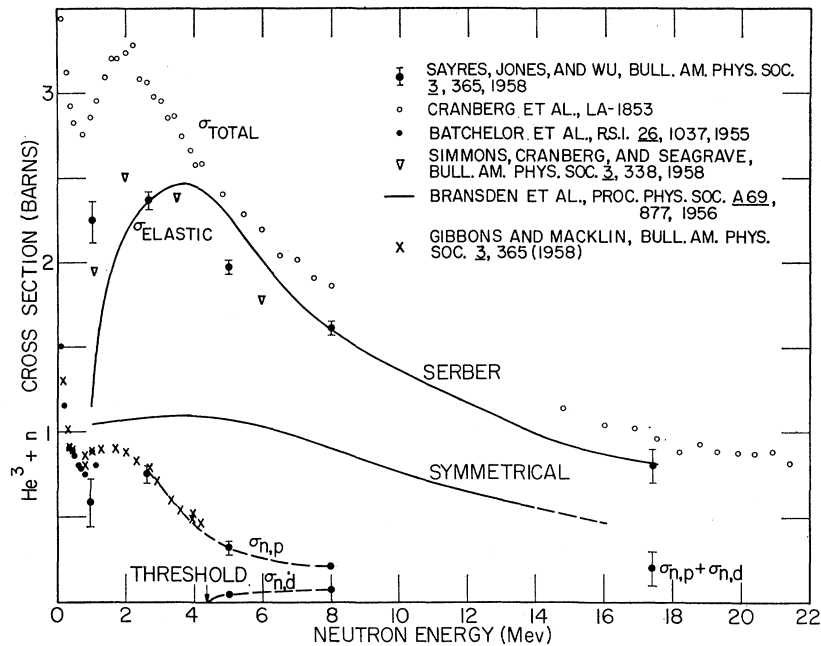 SAYRES, JONES, AND WU, BULL. AM. PHYS. SOC.
3, 365, 1958
CRANBERG ET AL., LA-1853
BATCHELOR ET AL., R.S.I. 26, 1037, 1955
SIMMONS, CRANBERG, AND SEAGRAVE,
BULL. AM. PHYS. SOC. 3, 338, 1958
BRANSDEN ET AL., PROC. PHYS. SOC. A69,
877, 1956
GIBBONS AND MACKLIN, BULL. AM. PHYS.
SOC. 3, 365 (1958)
σTOTAL
σELASTIC
SERBER
SYMMETRICAL
σn,p
THRESHOLD
σn,d
σn,p + σn,d
He3 + n CROSS SECTION (BARNS)
3
2
1
0
0 2 4 6 8 10 12 14 16 18 20 22
NEUTRON ENERGY (Mev)